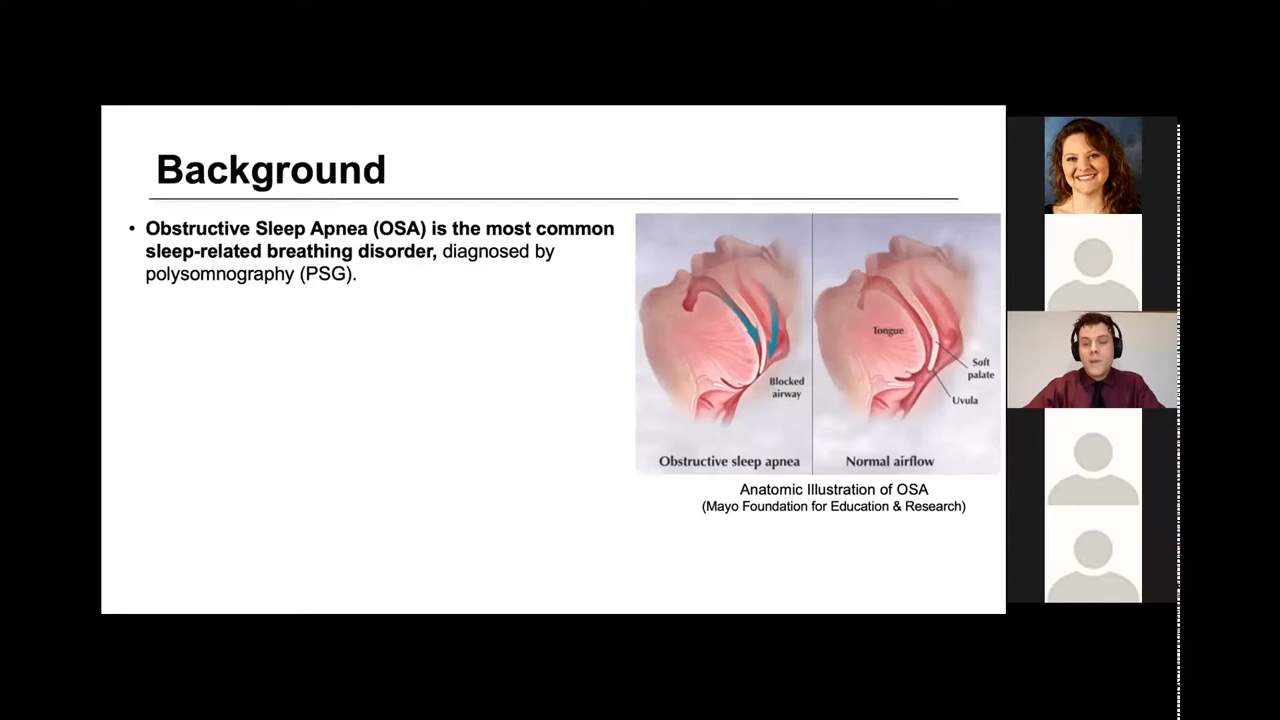 Background
• Obstructive Sleep Apnea (OSA) is the most common
sleep-related breathing disorder, diagnosed by
polysomnography (PSG).
Blocked
airway
Obstructive sleep apnea
Tongue
Soft
palate
Uvula
Normal airflow
Anatomic Illustration of OSA
(Mayo Foundation for Education & Research)